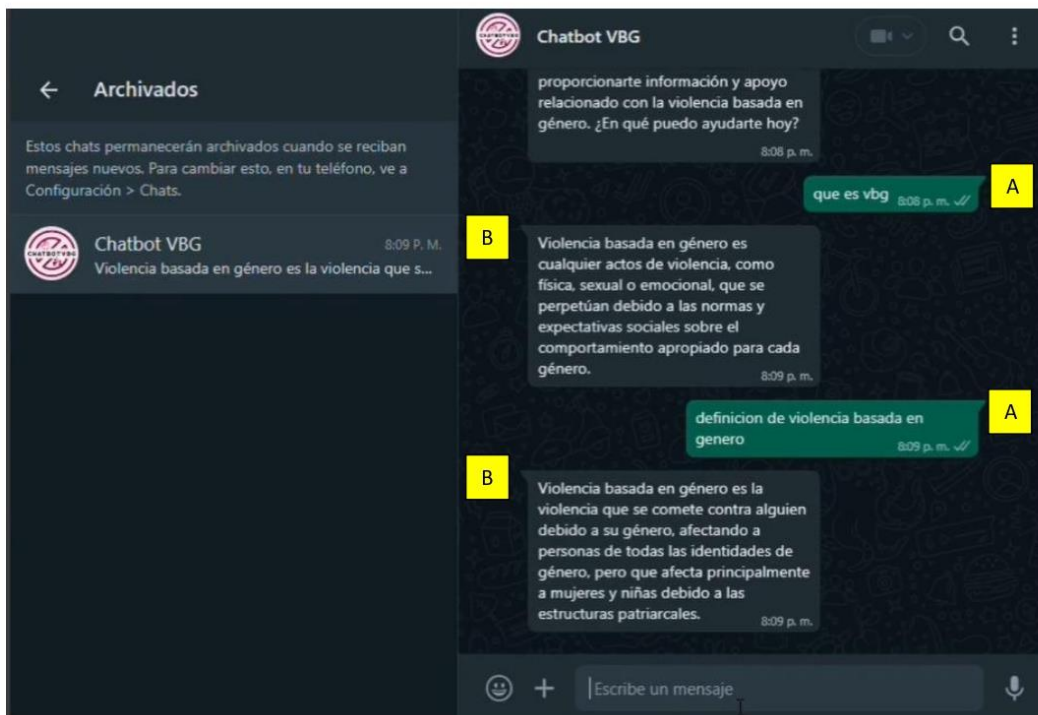 ← Archivados
Estos chats permanecerán archivados cuando se reciban
mensajes nuevos. Para cambiar esto, en tu teléfono, ve a
Configuración > Chats.
CHATBOTVBG
Chatbot VBG
8:09 P. M.
Violencia basada en género es la violencia que s...
CHATBOTVBG
Chatbot VBG
proporcionarte información y apoyo
relacionado con la violencia basada en
género. ¿En qué puedo ayudarte hoy?
8:08 p. m.
que es vbg 8:08 p. m.
A
B
Violencia basada en género es
cualquier actos de violencia, como
física, sexual o emocional, que se
perpetúan debido a las normas y
expectativas sociales sobre el
comportamiento apropiado para cada
género.
8:09 p. m.
definicion de violencia basada en
genero
8:09 p. m.
A
B
Violencia basada en género es la
violencia que se comete contra alguien
debido a su género, afectando a
personas de todas las identidades de
género, pero que afecta principalmente
a mujeres y niñas debido a las
estructuras patriarcales.
8:09 p. m.
Escribe un mensaje